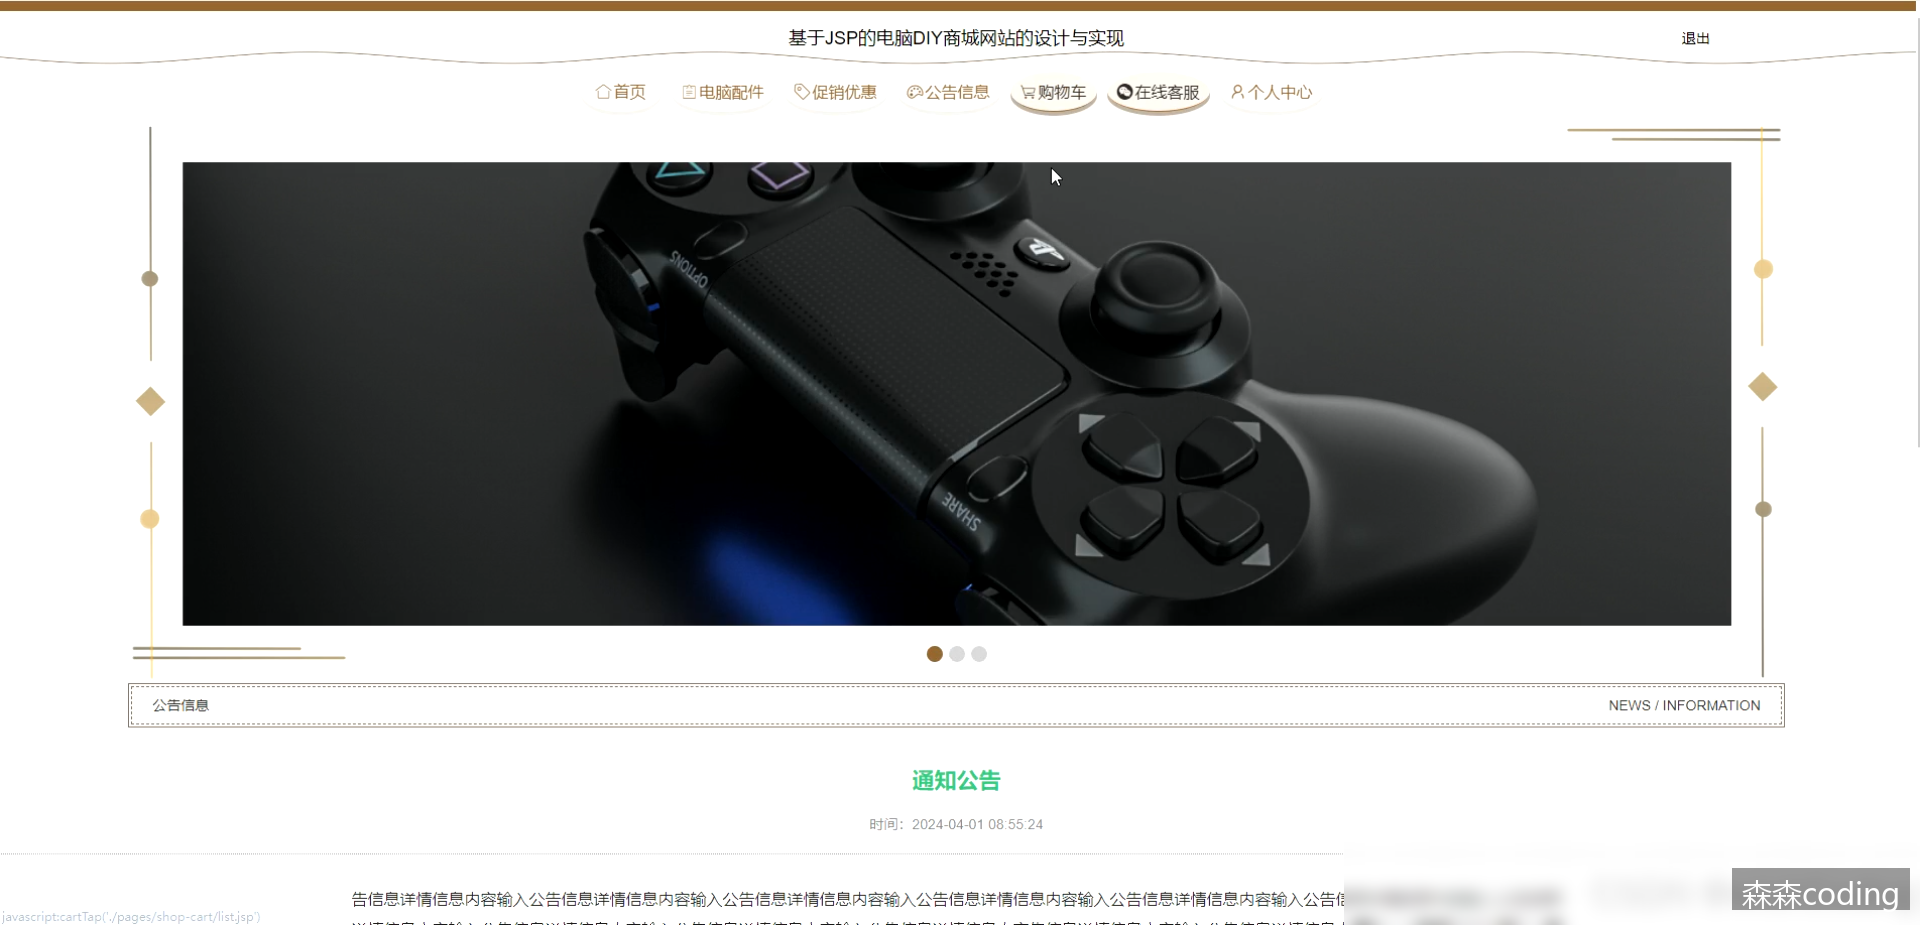 基于JSP的电脑DIY商城网站的设计与实现
退出
首页
电脑配件
促销优惠
公告信息
购物车
在线客服
个人中心
OPTIONS
SHARE
公告信息
NEWS / INFORMATION
通知公告
时间：2024-04-01 08:55:24
告信息详情信息内容输入公告信息详情信息内容输入公告信息详情信息内容输入公告信息详情信息内容输入公告信息详情信息内容输入公告信
javascript:cartTap('./pages/shop-cart/list.jsp')
森森coding